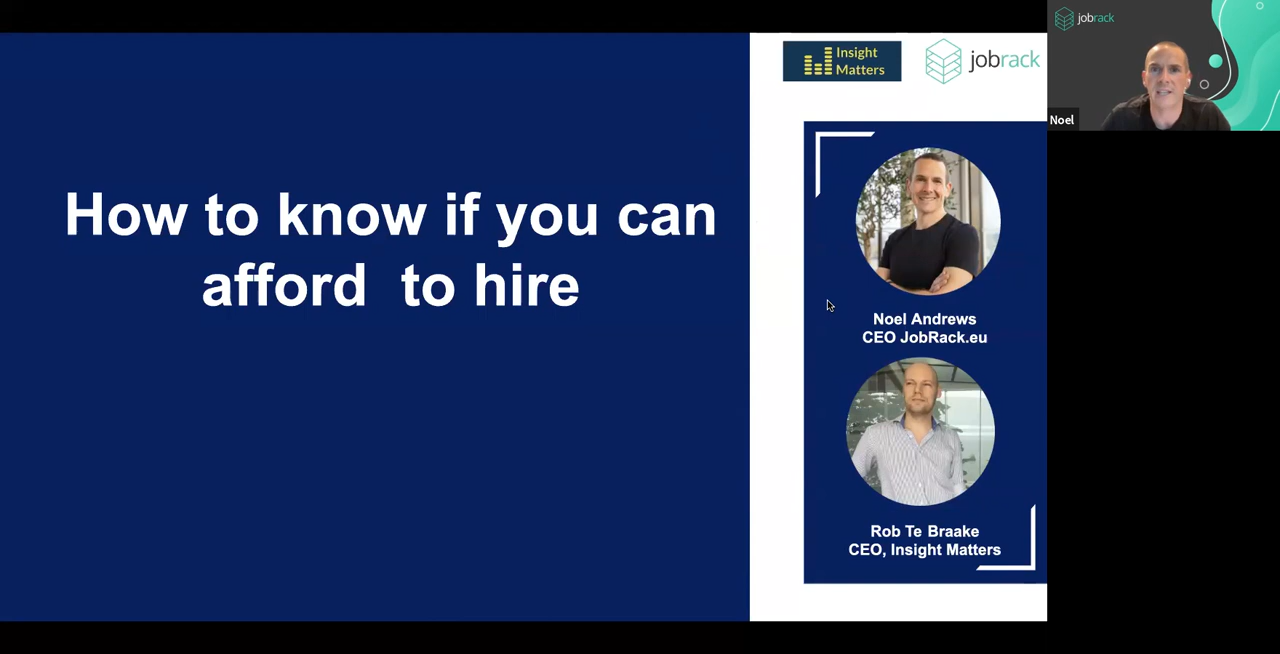 How to know if you can
afford  to hire
Insight
Matters
jobrack
Noel Andrews
CEO JobRack.eu
Rob Te Braake
CEO, Insight Matters
jobrack
Noel